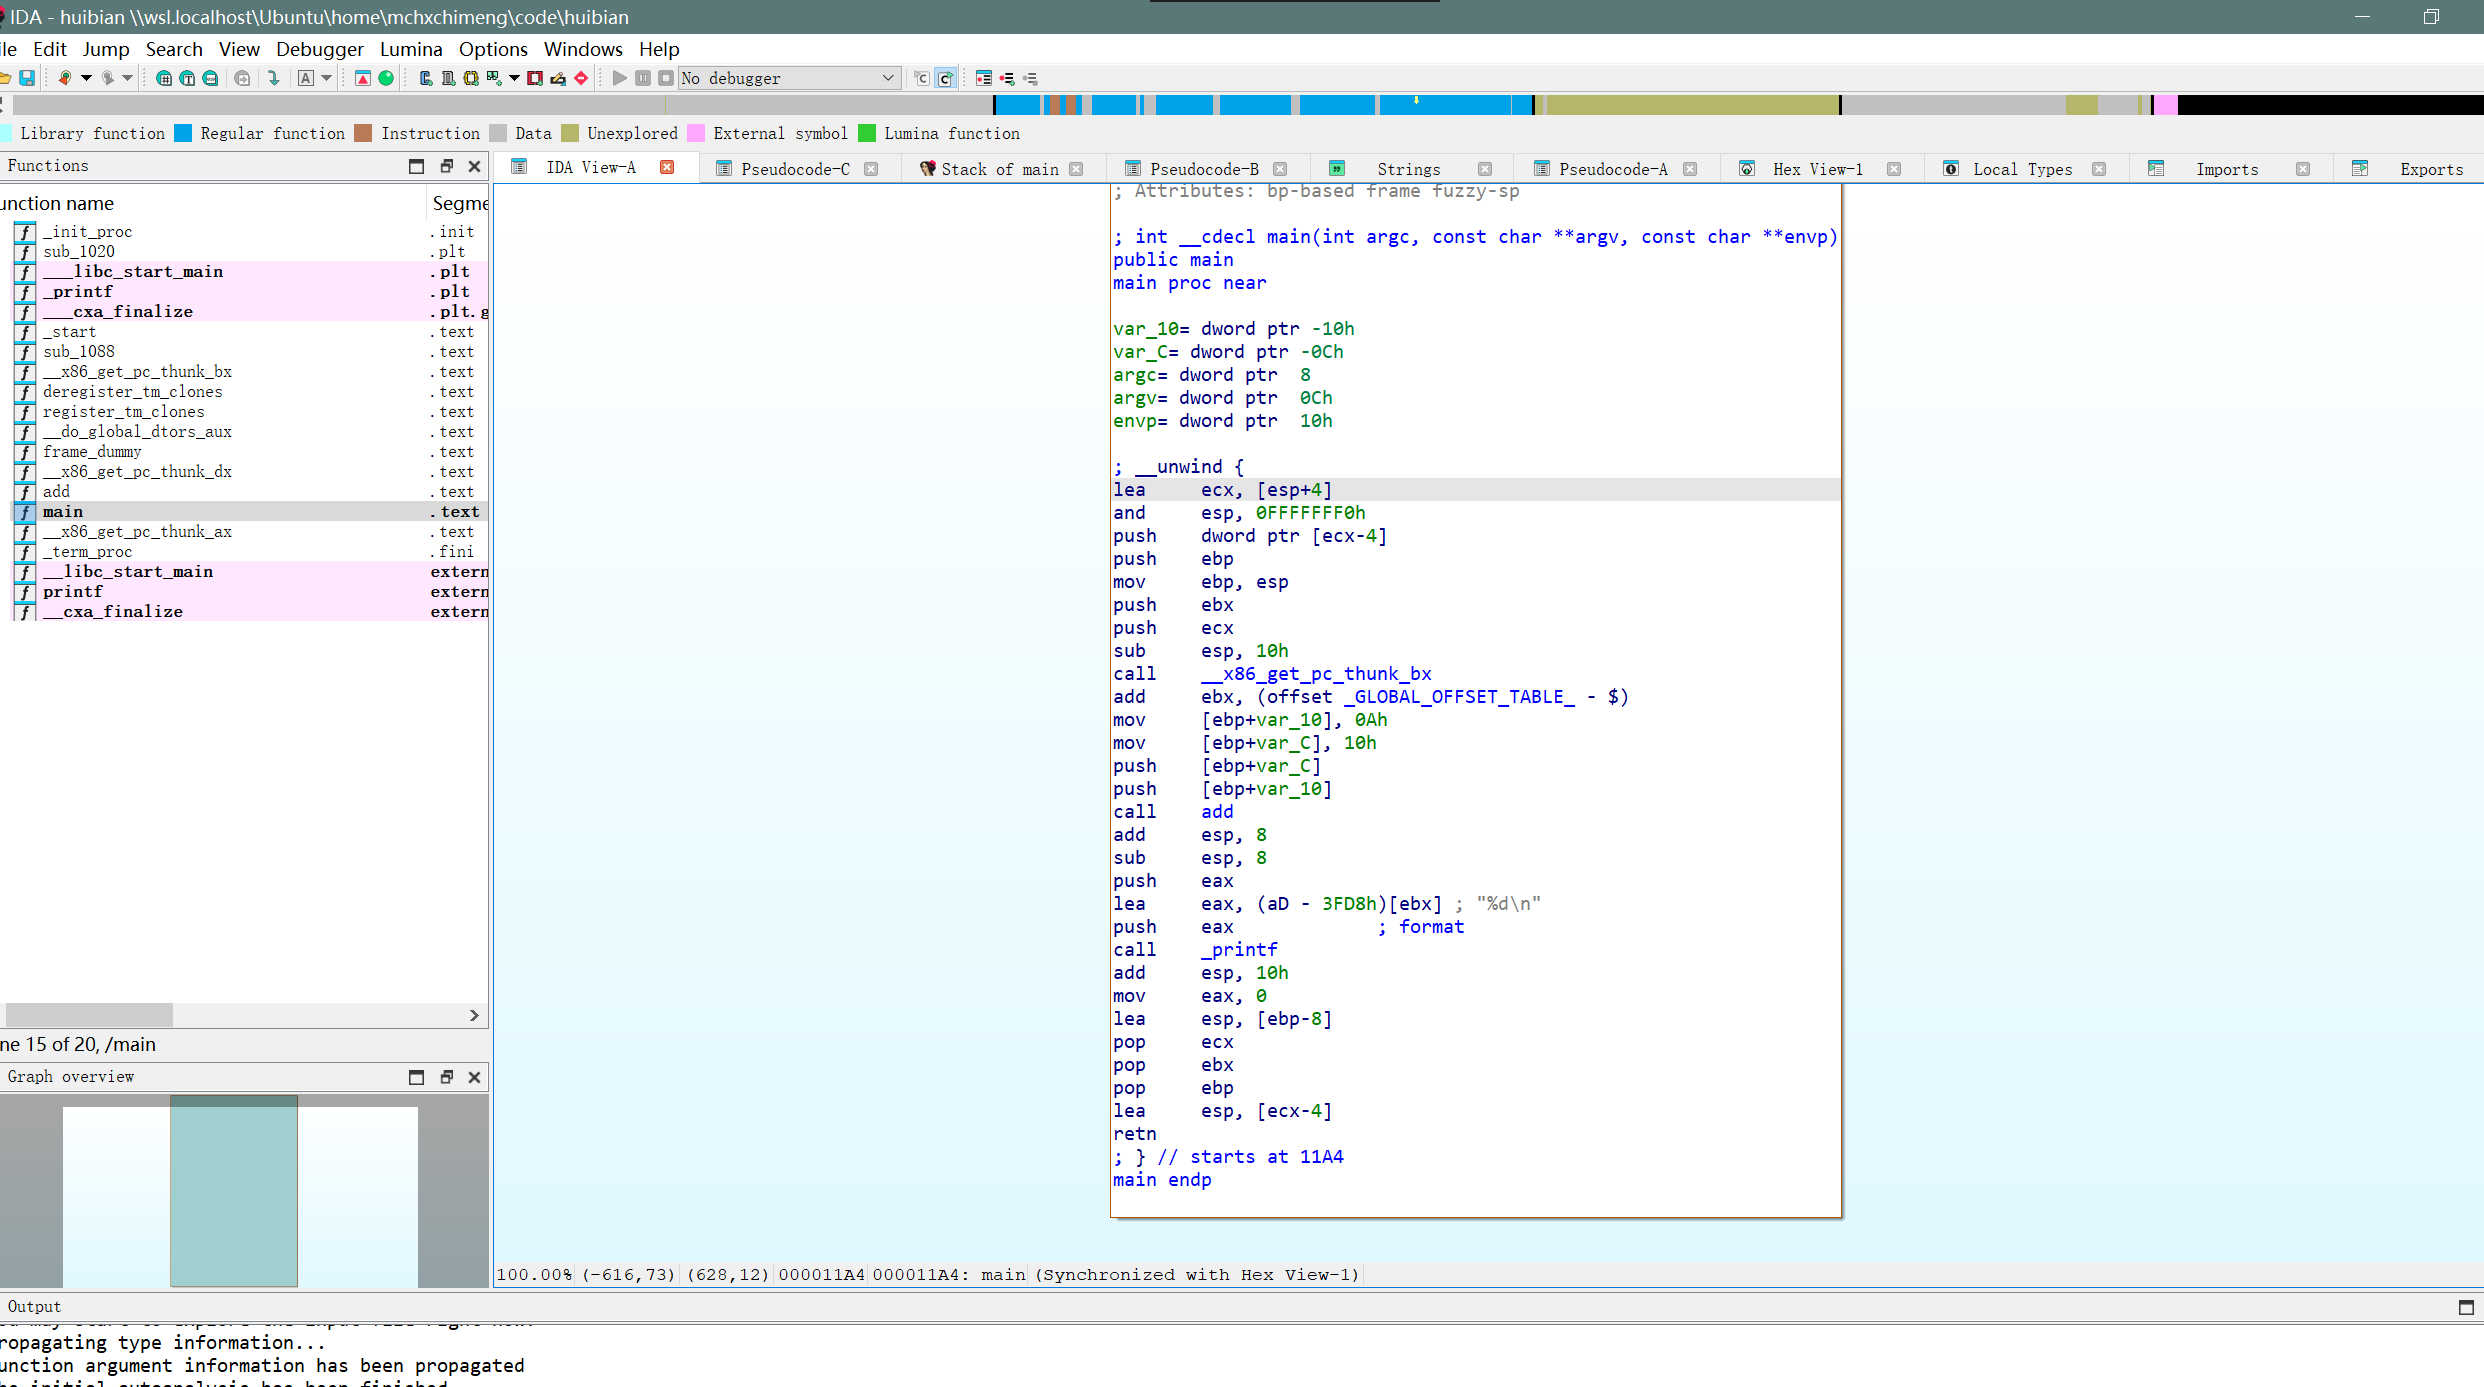 IDA - huibian \\wsl.localhost\Ubuntu\home\mchxchimeng\code\huibian
Edit Jump Search View Debugger Lumina Options Windows Help
No debugger
Library function Regular function Instruction Data Unexplored External symbol Lumina function
Functions
IDA View-A Pseudocode-C Stack of main Pseudocode-B Strings Pseudocode-A Hex View-1 Local Types Imports Exports
unction name Segme
_init_proc .init
sub_1020 .plt
___libc_start_main .plt
_printf .plt
___cxa_finalize .plt.g
_start .text
sub_1088 .text
__x86_get_pc_thunk_bx .text
deregister_tm_clones .text
register_tm_clones .text
__do_global_dtors_aux .text
frame_dummy .text
__x86_get_pc_thunk_dx .text
add .text
main .text
__x86_get_pc_thunk_ax .text
_term_proc .fini
__libc_start_main extern
printf extern
__cxa_finalize extern
ne 15 of 20, /main
Graph overview
; Attributes: bp-based frame fuzzy-sp
; int __cdecl main(int argc, const char **argv, const char **envp)
public main
main proc near
var_10= dword ptr -10h
var_C= dword ptr -0Ch
argc= dword ptr  8
argv= dword ptr  0Ch
envp= dword ptr  10h
; __unwind {
lea     ecx, [esp+4]
and     esp, 0FFFFFFF0h
push    dword ptr [ecx-4]
push    ebp
mov     ebp, esp
push    ebx
push    ecx
sub     esp, 10h
call    __x86_get_pc_thunk_bx
add     ebx, (offset _GLOBAL_OFFSET_TABLE_ - $)
mov     [ebp+var_10], 0Ah
mov     [ebp+var_C], 10h
push    [ebp+var_C]
push    [ebp+var_10]
call    add
add     esp, 8
sub     esp, 8
push    eax
lea     eax, (aD - 3FD8h)[ebx] ; "%d\n"
push    eax             ; format
call    _printf
add     esp, 10h
mov     eax, 0
lea     esp, [ebp-8]
pop     ecx
pop     ebx
pop     ebp
lea     esp, [ecx-4]
retn
; } // starts at 11A4
main endp
100.00% (-616,73) (628,12) 000011A4 000011A4: main (Synchronized with Hex View-1)
Output
ropagating type information...
unction argument information has been propagated